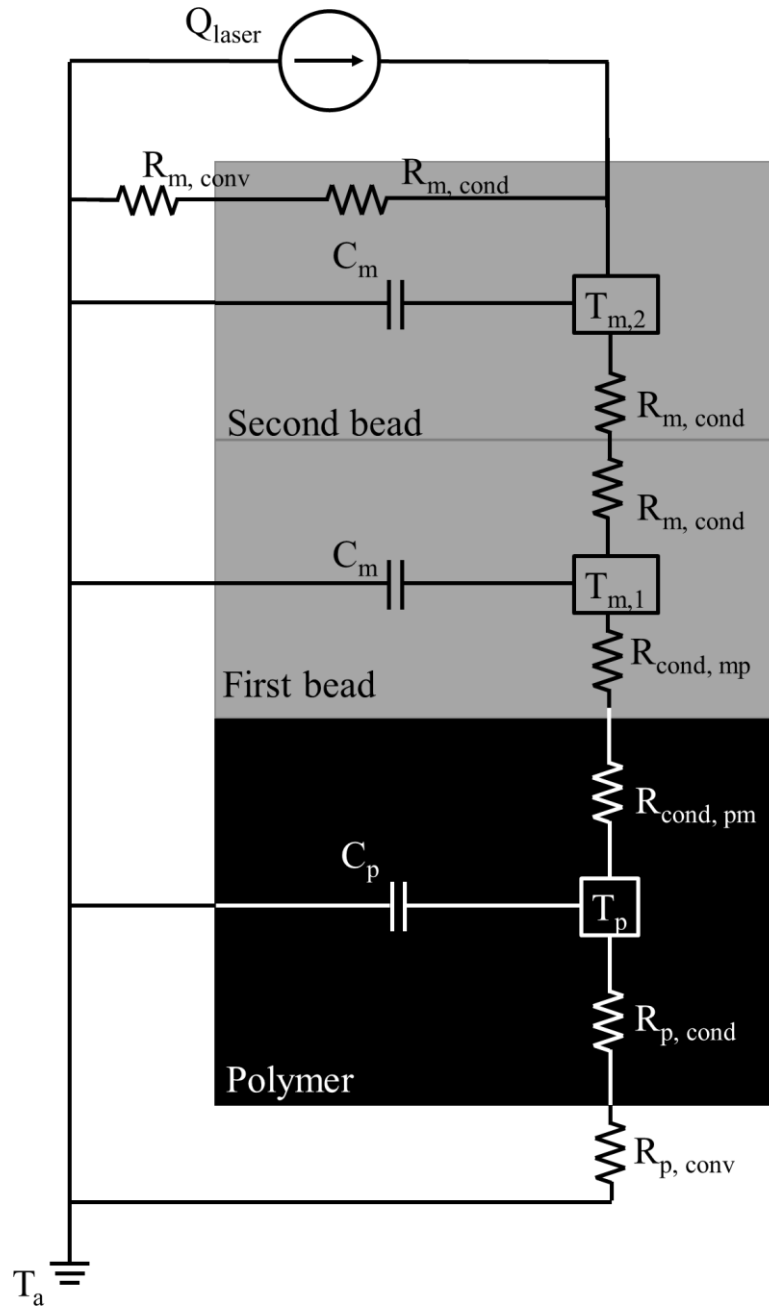 Q_laser
R_m, conv
R_m, cond
C_m
T_m,2
R_m, cond
Second bead
R_m, cond
C_m
T_m,1
R_cond, mp
First bead
R_cond, pm
C_p
T_p
R_p, cond
Polymer
R_p, conv
T_a